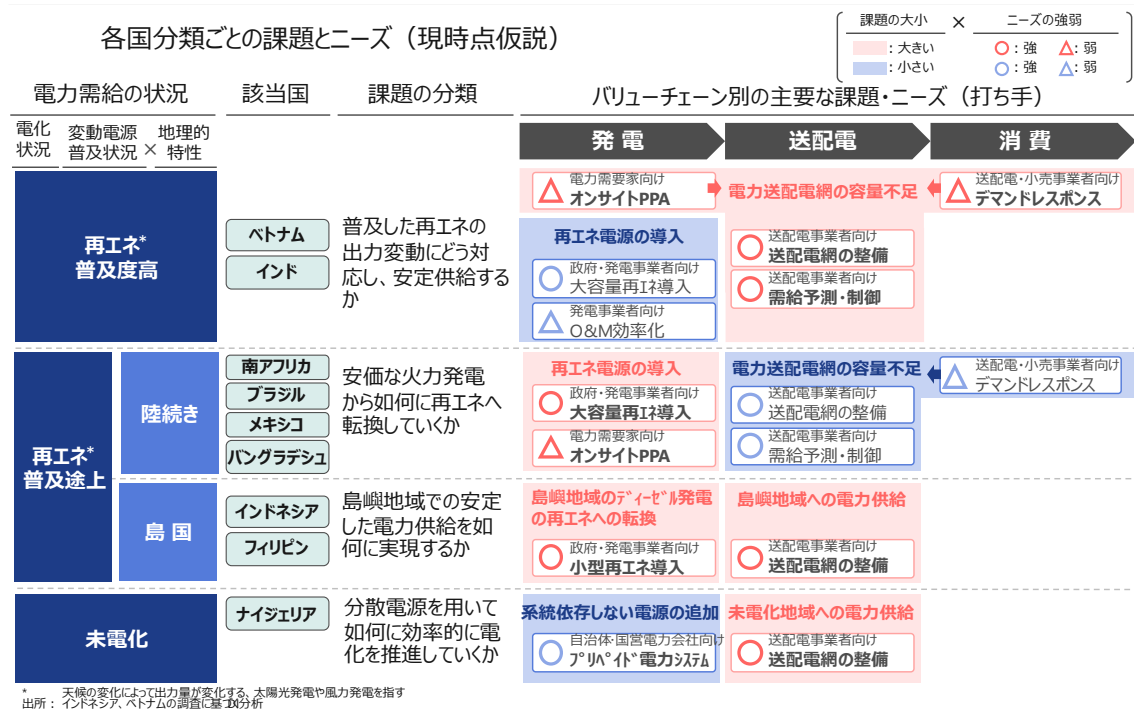 各国分類ごとの課題とニーズ（現時点仮説）
課題の大小 × ニーズの強弱
：大きい ○：強 △：弱
：小さい ○：強 △：弱
電力需給の状況
該当国
課題の分類
バリューチェーン別の主要な課題・ニーズ（打ち手）
電化
状況
変動電源
普及状況
×
地理的
特性
発電
送配電
消費
再エネ*
普及度高
ベトナム
インド
普及した再エネの
出力変動にどう対
応し、安定供給する
か
電力需要家向け
オンサイトPPA
電力送配電網の容量不足
送配電・小売事業者向け
デマンドレスポンス
再エネ電源の導入
政府・発電事業者向け
大容量再ｴﾈ導入
発電事業者向け
O&M効率化
送配電事業者向け
送配電網の整備
送配電事業者向け
需給予測・制御
再エネ*
普及途上
陸続き
南アフリカ
ブラジル
メキシコ
バングラデシュ
安価な火力発電
から如何に再エネへ
転換していくか
再エネ電源の導入
政府・発電事業者向け
大容量再ｴﾈ導入
電力需要家向け
オンサイトPPA
電力送配電網の容量不足
送配電事業者向け
送配電網の整備
送配電事業者向け
需給予測・制御
送配電・小売事業者向け
デマンドレスポンス
島国
インドネシア
フィリピン
島嶼地域での安定
した電力供給を如
何に実現するか
島嶼地域のﾃﾞｨｰｾﾞﾙ発電
の再エネへの転換
政府・発電事業者向け
小型再エネ導入
島嶼地域への電力供給
送配電事業者向け
送配電網の整備
未電化
ナイジェリア
分散電源を用いて
如何に効率的に電
化を推進していくか
系統依存しない電源の追加
自治体・国営電力会社向け
ﾌﾟﾘﾍﾟｲﾄﾞ電力ｼｽﾃﾑ
未電化地域への電力供給
送配電事業者向け
送配電網の整備
* 天候の変化によって出力量が変化する、太陽光発電や風力発電を指す
出所： インドネシア、ベトナムの調査に基づ分析